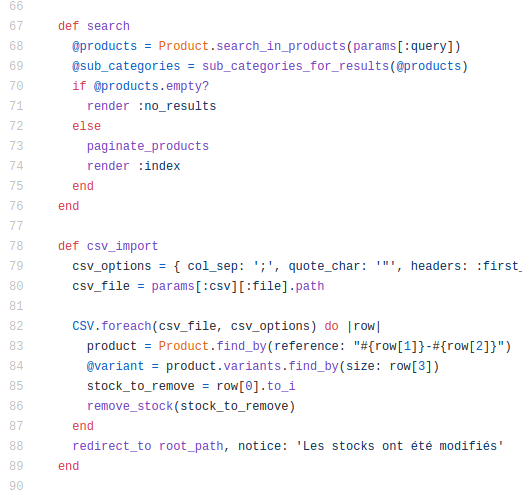 66
67 def search
68 @products = Product.search_in_products(params[:query])
69 @sub_categories = sub_categories_for_results(@products)
70 if @products.empty?
71 render :no_results
72 else
73 paginate_products
74 render :index
75 end
76 end
77
78 def csv_import
79 csv_options = { col_sep: ';', quote_char: '"', headers: :first_
80 csv_file = params[:csv][:file].path
81
82 CSV.foreach(csv_file, csv_options) do |row|
83 product = Product.find_by(reference: "#{row[1]}-#{row[2]}")
84 @variant = product.variants.find_by(size: row[3])
85 stock_to_remove = row[0].to_i
86 remove_stock(stock_to_remove)
87 end
88 redirect_to root_path, notice: 'Les stocks ont été modifiés'
89 end
90